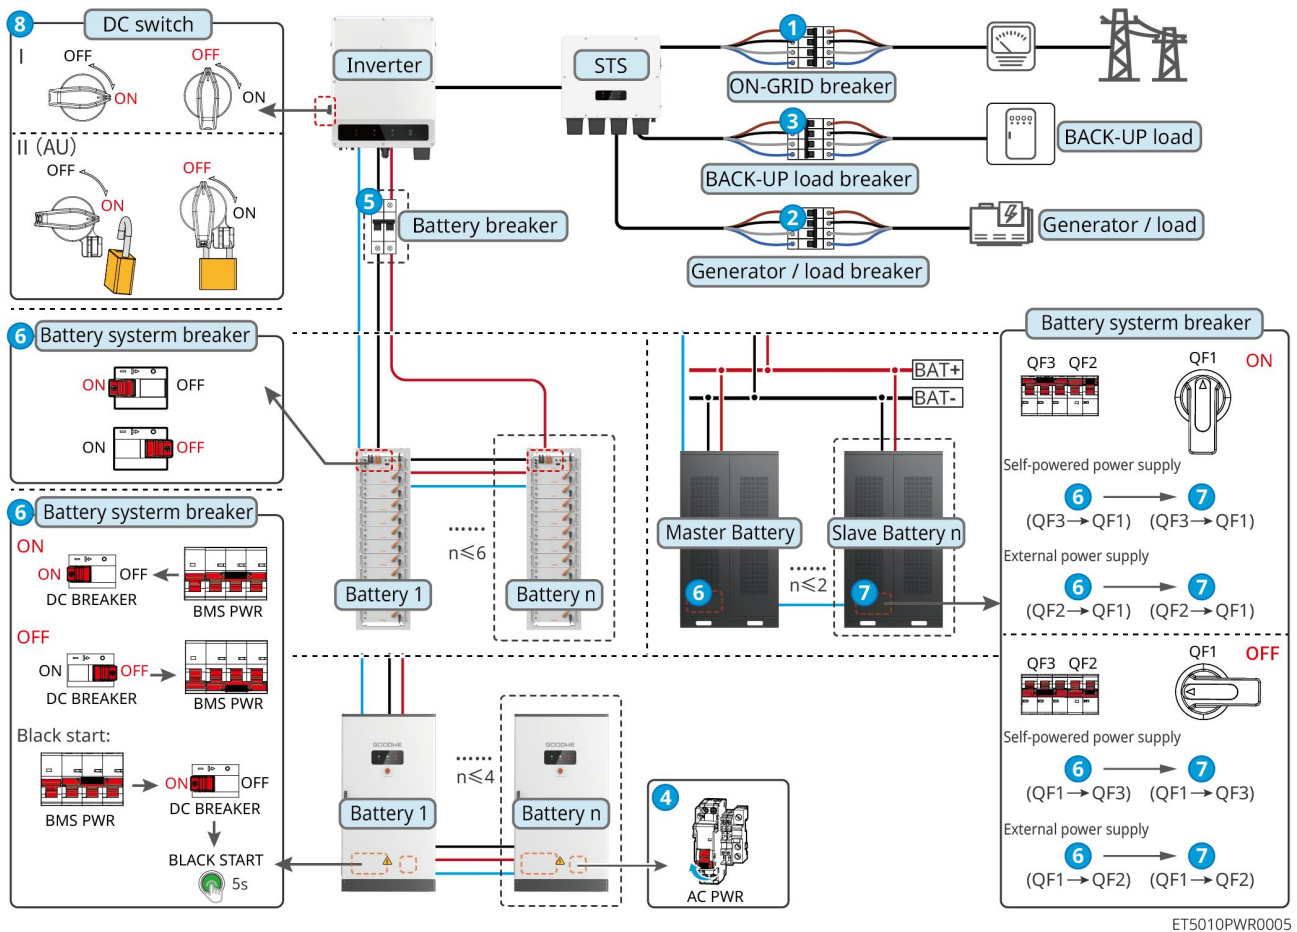 8
DC switch
I
OFF
ON
OFF
ON
II (AU)
OFF
ON
OFF
ON
Inverter
STS
1
ON-GRID breaker
3
BACK-UP load breaker
BACK-UP load
2
Generator / load breaker
Generator / load
5
Battery breaker
6
Battery systerm breaker
ON
OFF
ON
OFF
6
Battery systerm breaker
ON
ON
OFF
DC BREAKER
BMS PWR
OFF
ON
OFF
DC BREAKER
BMS PWR
Black start:
BMS PWR
ON
OFF
DC BREAKER
BLACK START
5s
Battery 1
n≤6
Battery n
BAT+
BAT-
Master Battery
Slave Battery n
n≤2
6
7
GOODWE
Battery 1
n≤4
GOODWE
Battery n
4
AC PWR
Battery systerm breaker
QF3 QF2
QF1
ON
Self-powered power supply
6 7
(QF3→QF1) (QF3→QF1)
External power supply
6 7
(QF2→QF1) (QF2→QF1)
QF3 QF2
QF1
OFF
Self-powered power supply
6 7
(QF1→QF3) (QF1→QF3)
External power supply
6 7
(QF1→QF2) (QF1→QF2)
ET5010PWR0005